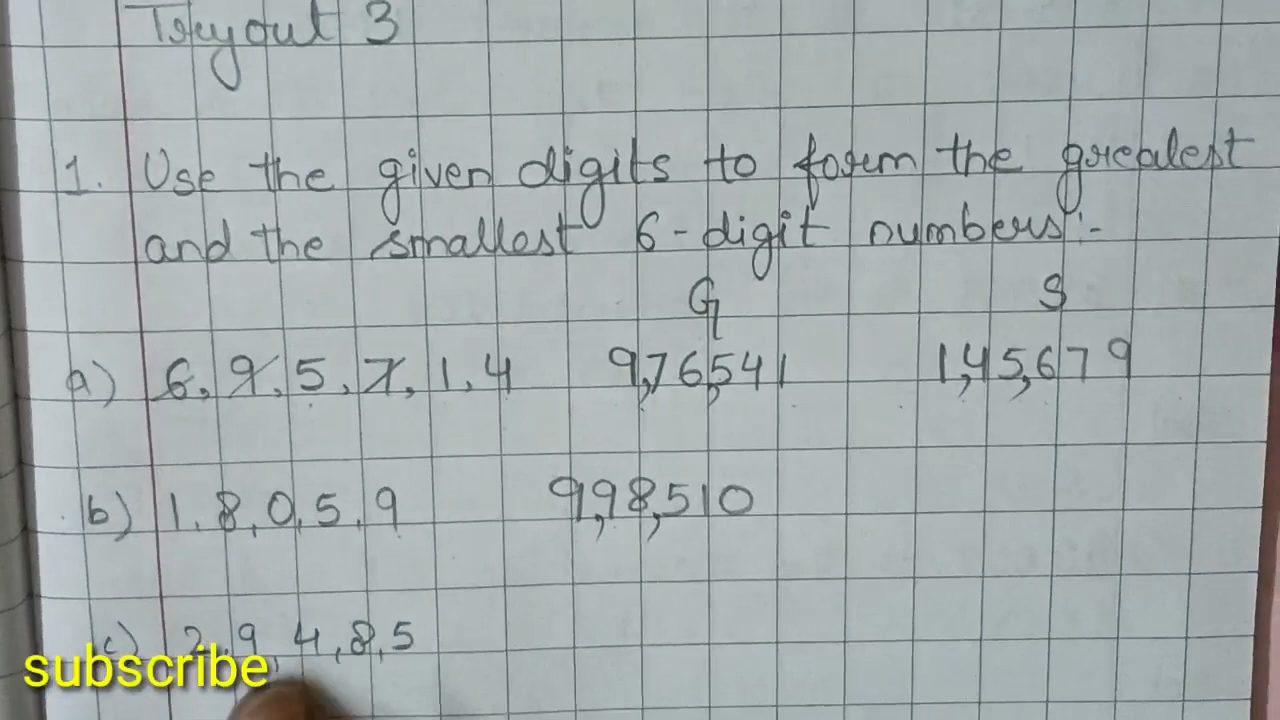 Tryout 3
1. Use the given digits to form the greatest
and the smallest 6-digit numbers:-
G S
a) 6, 9, 5, 7, 1, 4 9,76,541 1,45,679
b) 1, 8, 0, 5, 9 9,98,510
c) 2, 9, 4, 8, 5
subscribe